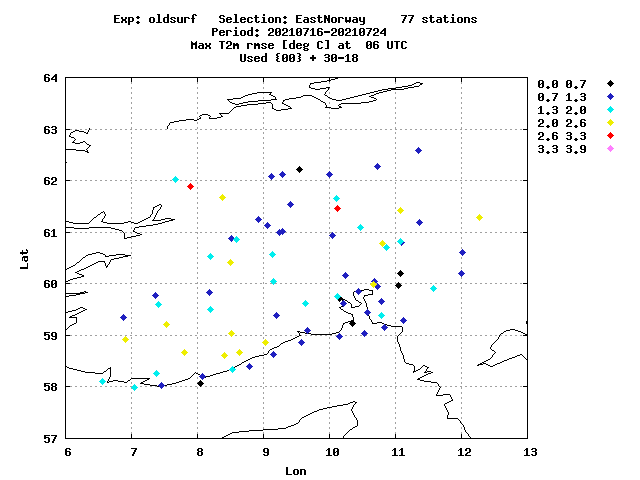 Exp: oldsurf   Selection: EastNorway     77 stations
Period: 20210716-20210724
Max T2m rmse [deg C] at  06 UTC
Used {00} + 30-18
0.0 0.7
0.7 1.3
1.3 2.0
2.0 2.6
2.6 3.3
3.3 3.9
64
63
62
61
60
59
58
57
Lat
6 7 8 9 10 11 12 13
Lon